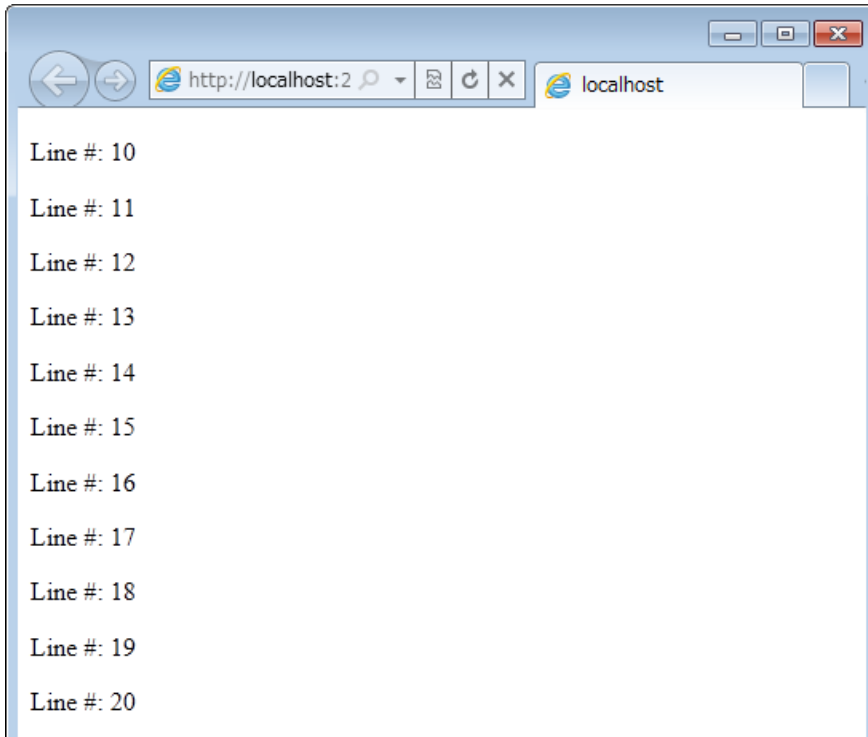 http://localhost:2
localhost
Line #: 10
Line #: 11
Line #: 12
Line #: 13
Line #: 14
Line #: 15
Line #: 16
Line #: 17
Line #: 18
Line #: 19
Line #: 20